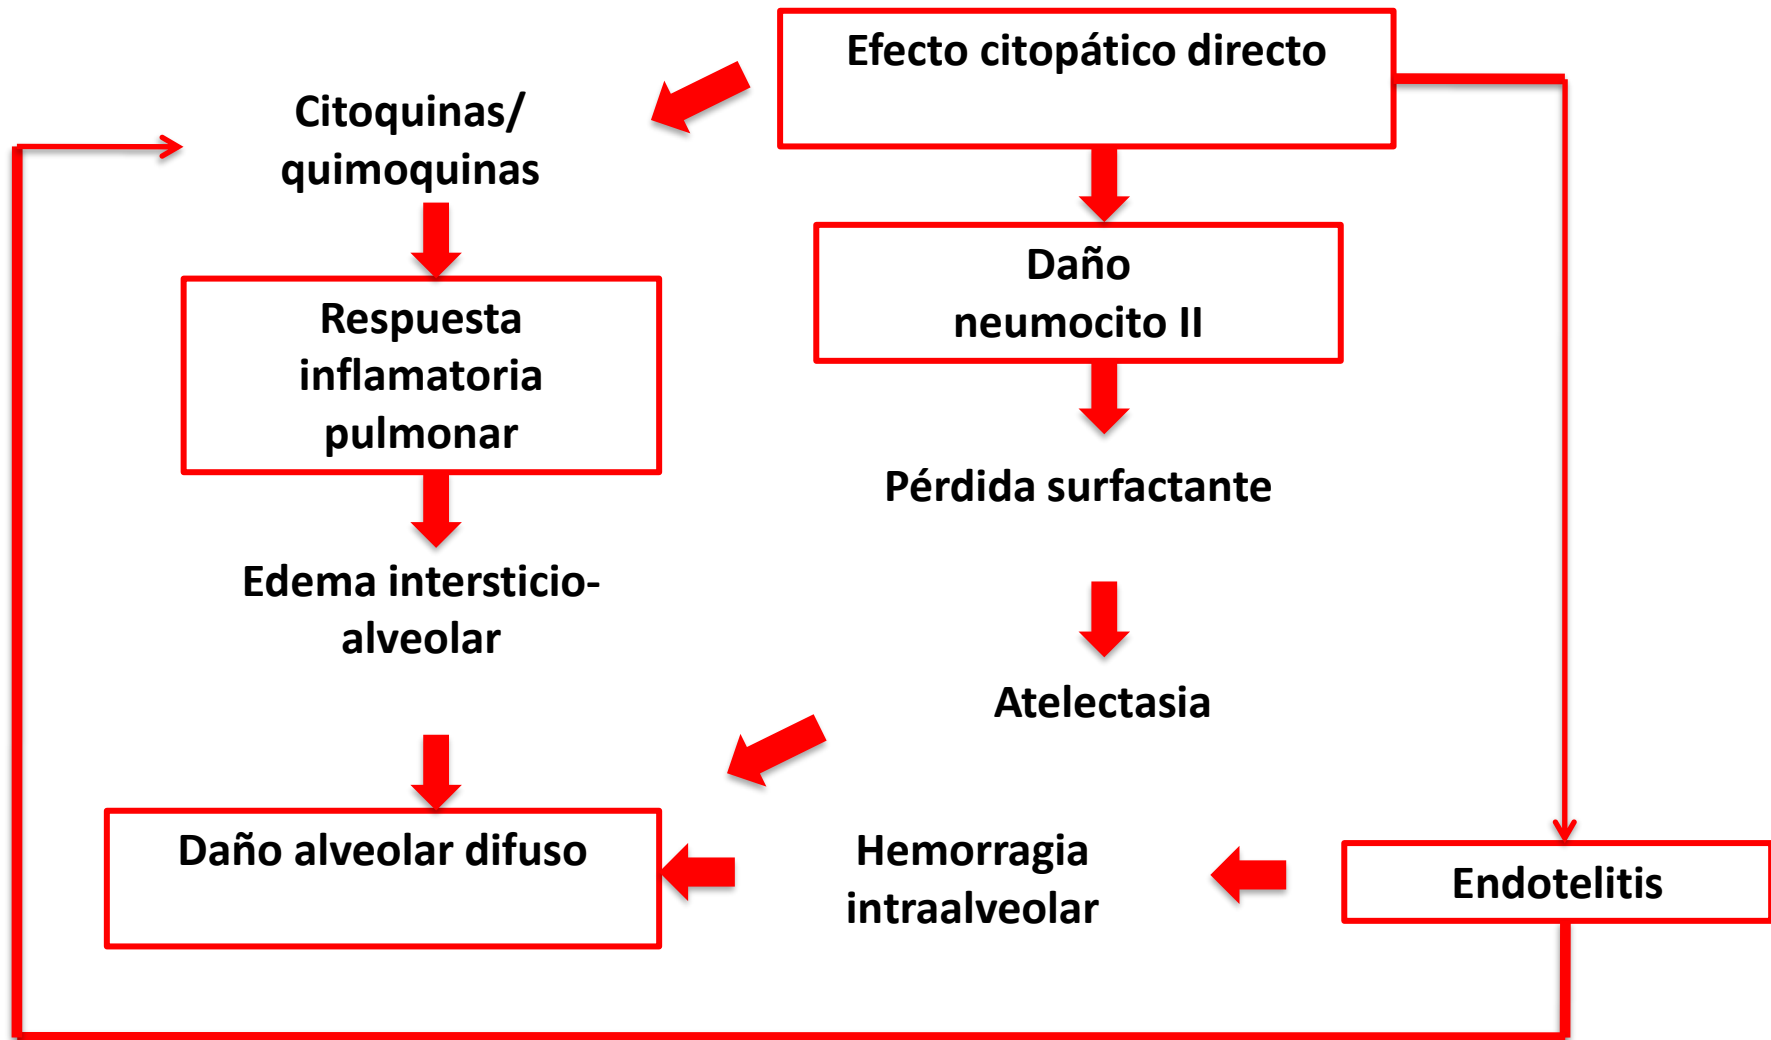 Efecto citopático directo
Citoquinas/
quimoquinas
Daño
neumocito II
Respuesta
inflamatoria
pulmonar
Pérdida surfactante
Edema intersticio-
alveolar
Atelectasia
Daño alveolar difuso
Hemorragia
intraalveolar
Endotelitis